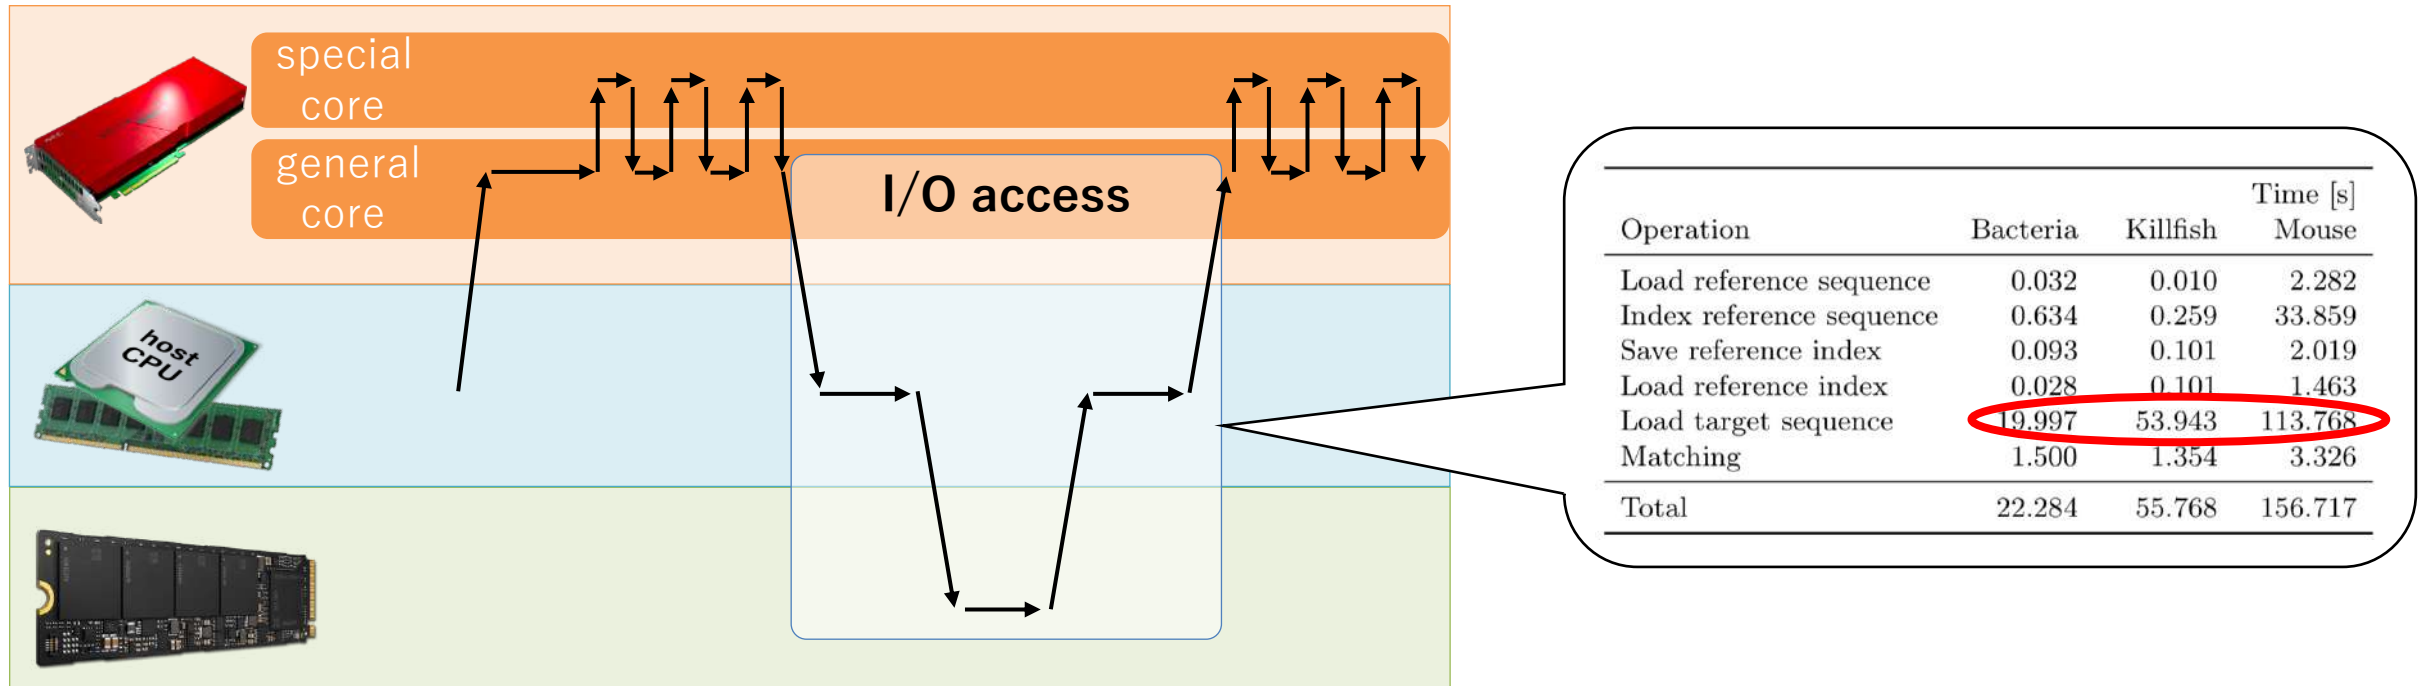 special
core
general
core
I/O access
host
CPU
Time [s]
Operation Bacteria Killfish Mouse
Load reference sequence 0.032 0.010 2.282
Index reference sequence 0.634 0.259 33.859
Save reference index 0.093 0.101 2.019
Load reference index 0.028 0.101 1.463
Load target sequence 19.997 53.943 113.768
Matching 1.500 1.354 3.326
Total 22.284 55.768 156.717